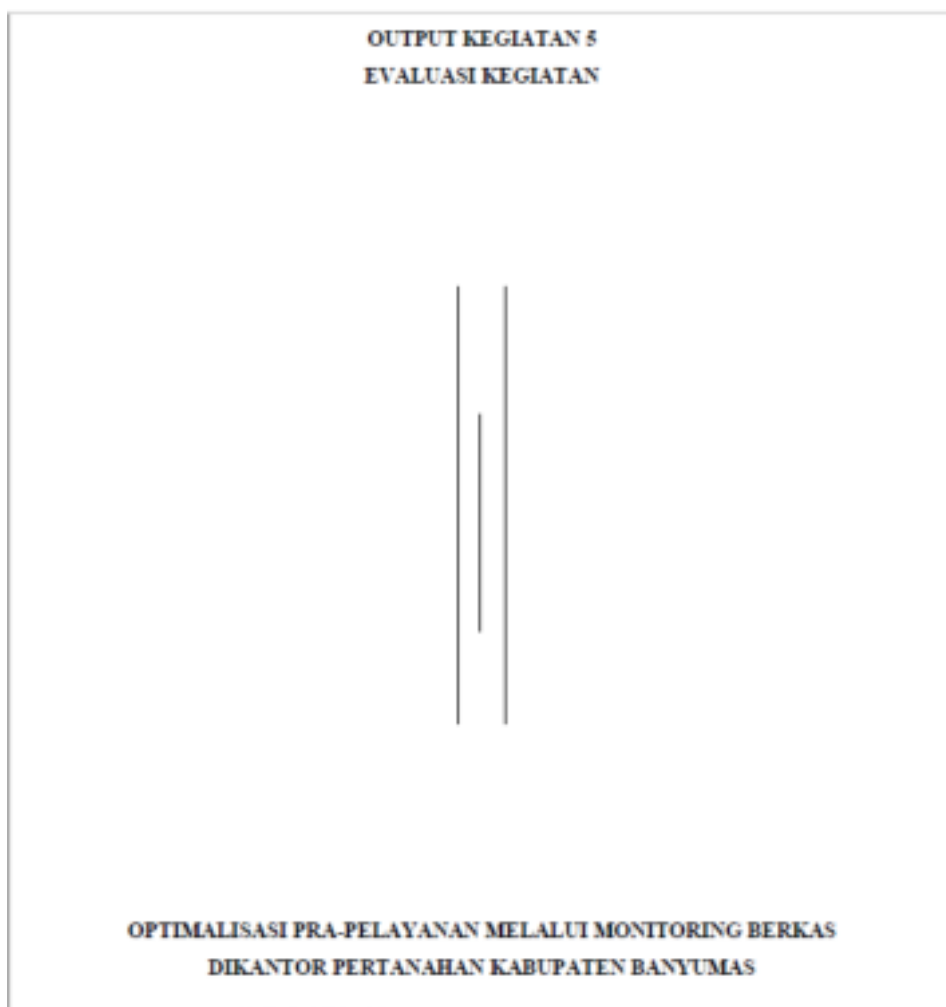 OUTPUT KEGIATAN 5
EVALUASI KEGIATAN
OPTIMALISASI PRA-PELAYANAN MELALUI MONITORING BERKAS
DIKANTOR PERTANAHAN KABUPATEN BANYUMAS